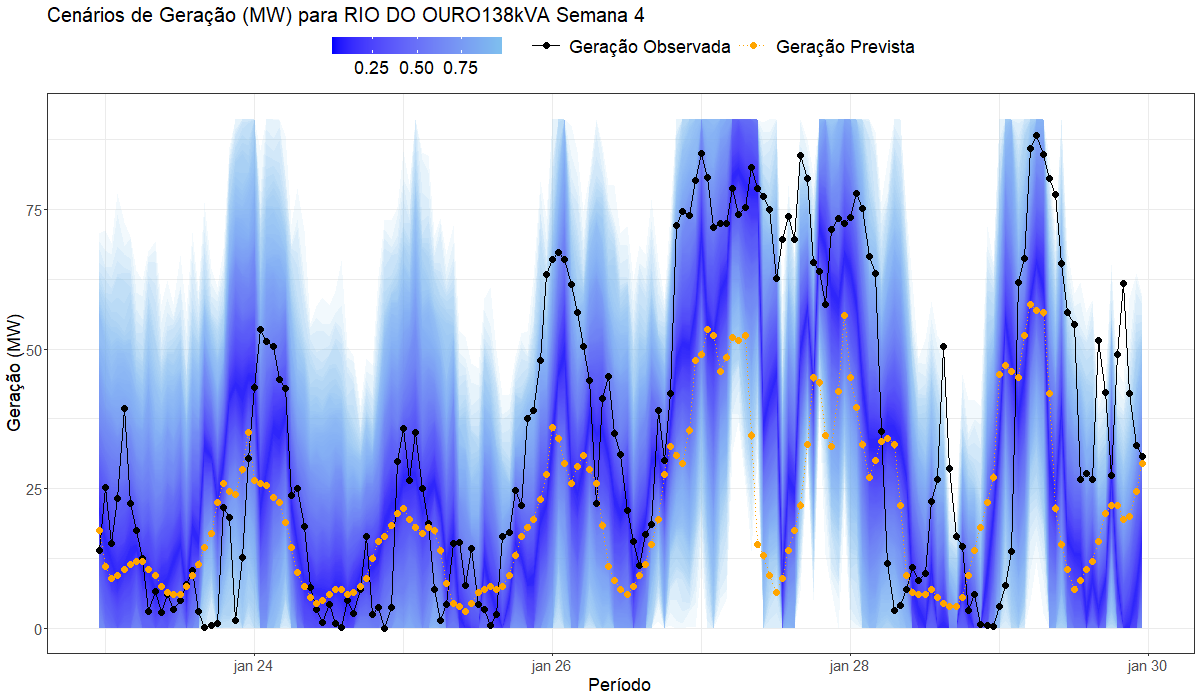 Cenários de Geração (MW) para RIO DO OURO138kVA Semana 4
0.25 0.50 0.75
Geração Observada
Geração Prevista
Geração (MW)
75
50
25
0
jan 24
jan 26
jan 28
jan 30
Período